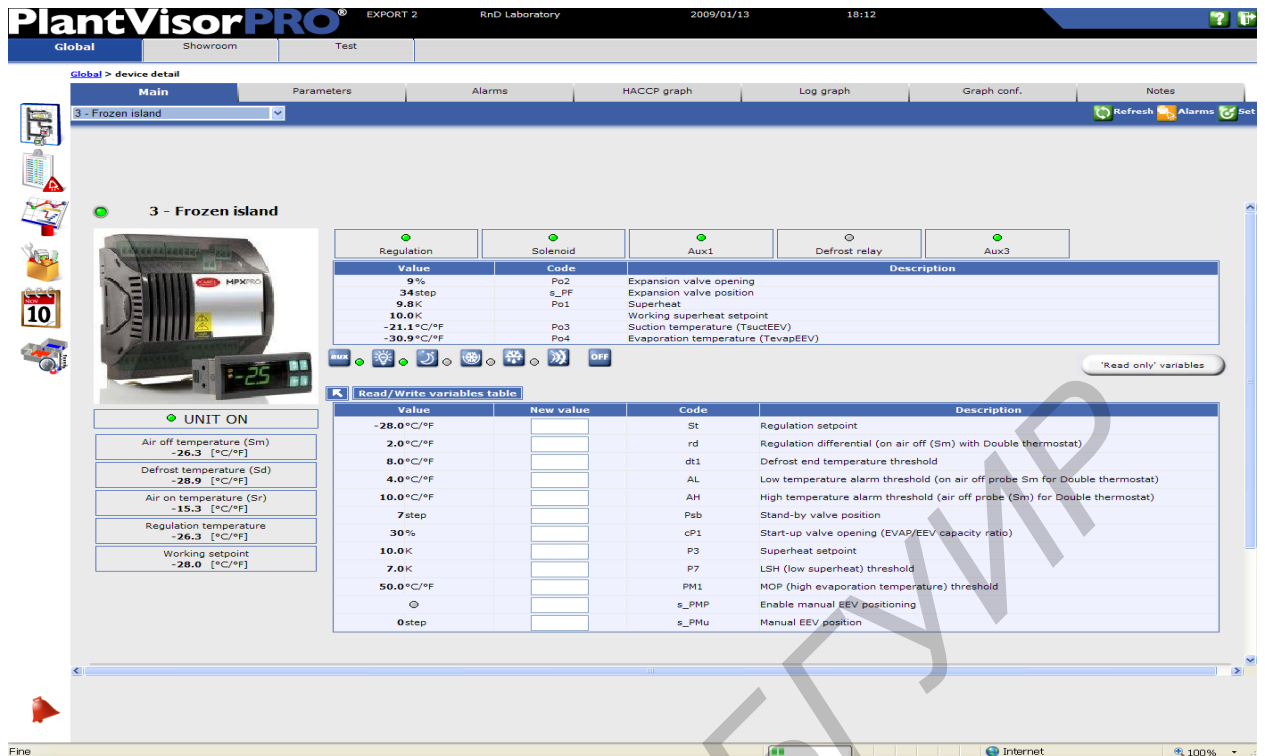 PlantVisorPRO® EXPORT 2 RnD Laboratory 2009/01/13 18:12
Global Showroom Test
Global > device detail
Main Parameters Alarms HACCP graph Log graph Graph conf. Notes
3 - Frozen island Refresh Alarms Set
3 - Frozen island
Regulation Solenoid Aux1 Defrost relay Aux3
Value Code Description
9% Po2 Expansion valve opening
34step s_PF Expansion valve position
9.8K Po1 Superheat
10.0K Working superheat setpoint
-21.1°C/°F Po3 Suction temperature (TsuctEEV)
-30.9°C/°F Po4 Evaporation temperature (TevapEEV)
aux OFF
'Read only' variables
NOV
10
CAREL MPXPRO
-25
Read/Write variables table
Value New value Code Description
-28.0°C/°F St Regulation setpoint
2.0°C/°F rd Regulation differential (on air off (Sm) with Double thermostat)
8.0°C/°F dt1 Defrost end temperature threshold
4.0°C/°F AL Low temperature alarm threshold (on air off probe Sm for Double thermostat)
10.0°C/°F AH High temperature alarm threshold (air off probe (Sm) for Double thermostat)
7step Psb Stand-by valve position
30% cP1 Start-up valve opening (EVAP/EEV capacity ratio)
10.0K P3 Superheat setpoint
7.0K P7 LSH (low superheat) threshold
50.0°C/°F PM1 MOP (high evaporation temperature) threshold
s_PMP Enable manual EEV positioning
0step s_PMu Manual EEV position
UNIT ON
Air off temperature (Sm)
-26.3 [°C/°F]
Defrost temperature (Sd)
-28.9 [°C/°F]
Air on temperature (Sr)
-15.3 [°C/°F]
Regulation temperature
-26.3 [°C/°F]
Working setpoint
-28.0 [°C/°F]
БГУИР
Fine Internet 100%